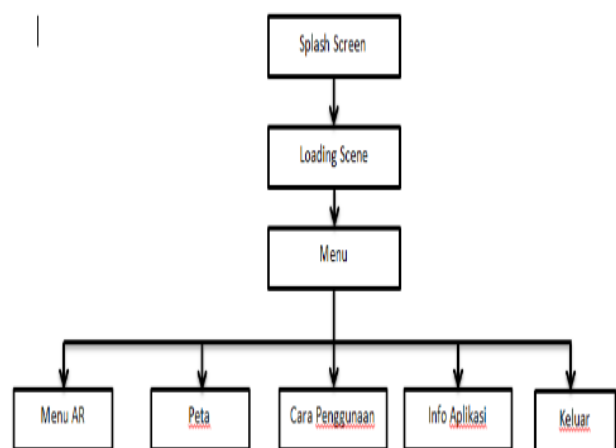 Splash Screen
Loading Scene
Menu
Menu AR
Peta
Cara Penggunaan
Info Aplikasi
Keluar